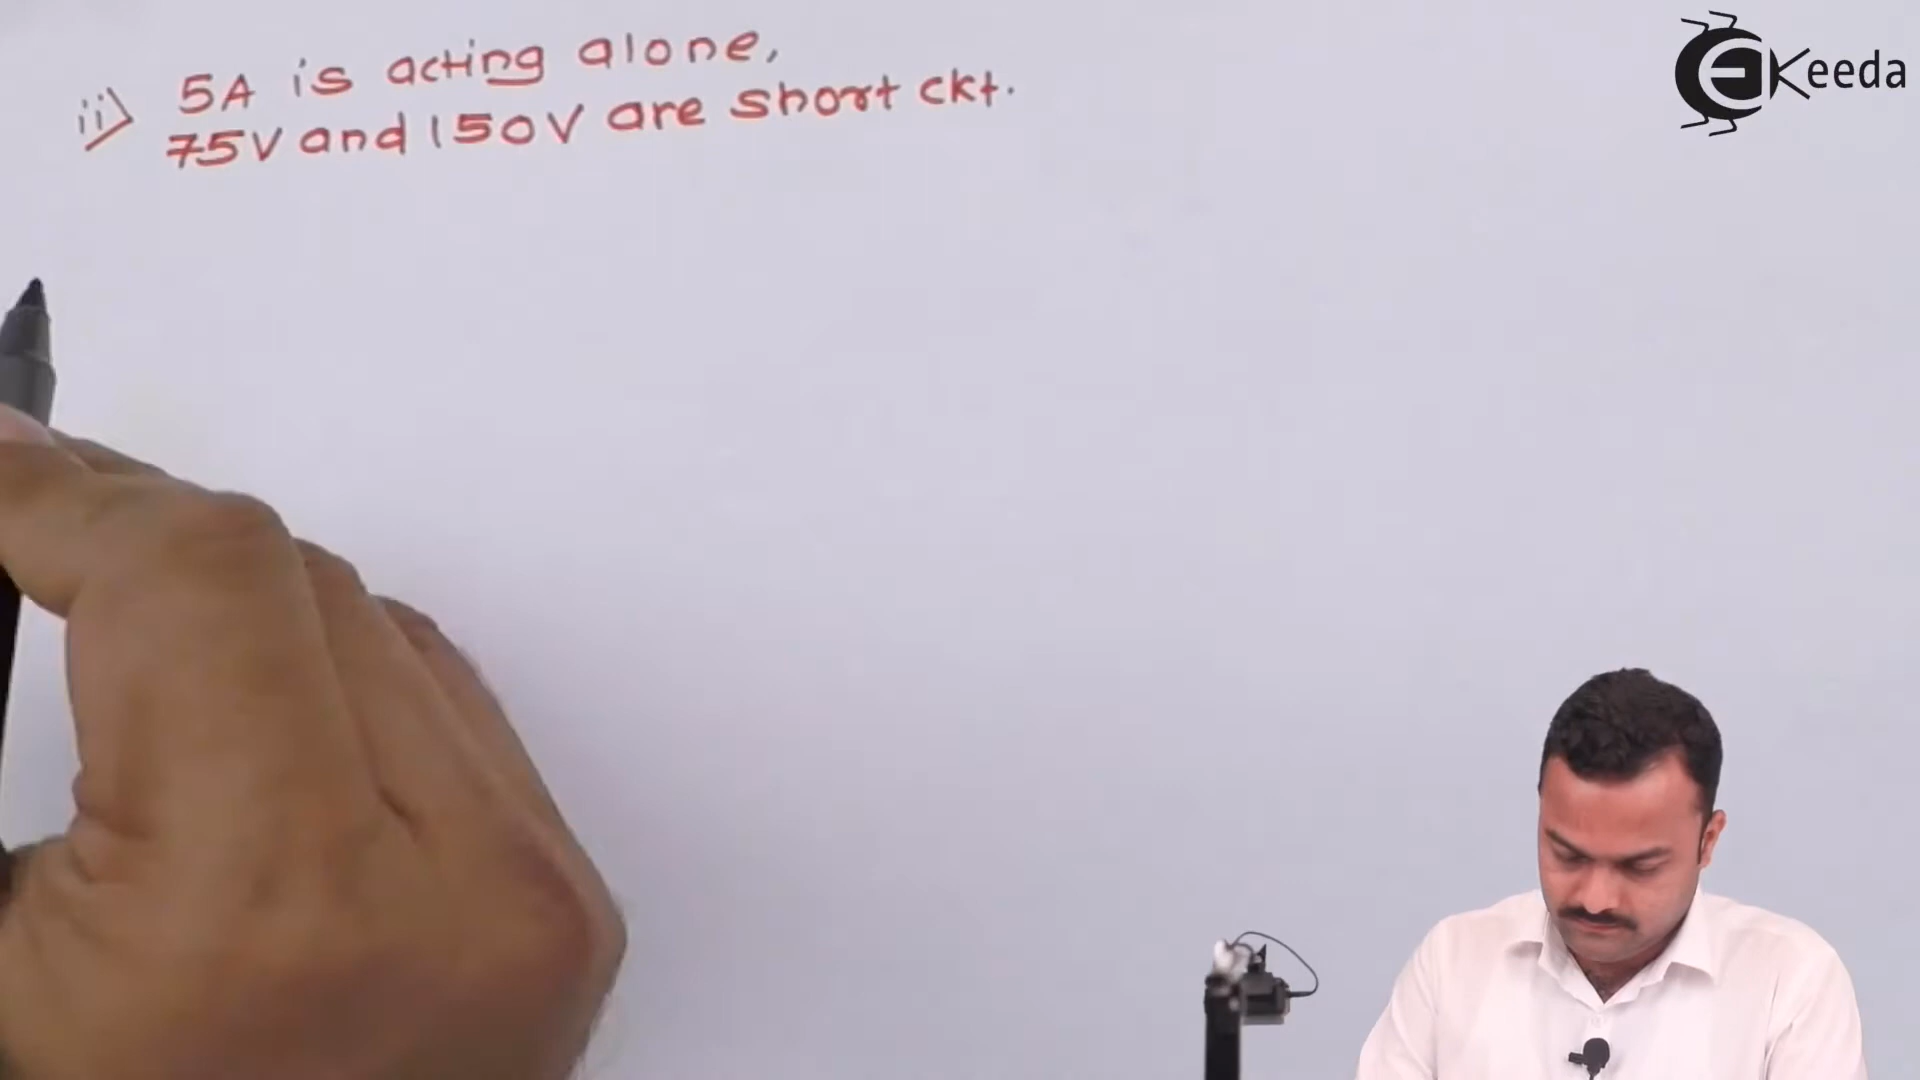 ii) 5A is acting alone,
75V and 150V are short ckt.
EKeeda